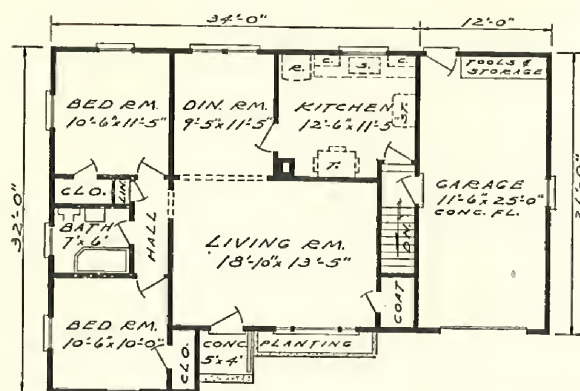 34'-0"
12'-0"
TOOLS &
STORAGE
R.
C.
S.
C.
BED RM.
10'-6"x11'-5"
DIN. RM.
9'-5"x11'-5"
KITCHEN
12'-6"x11'-5"
ST.
T.
CLO.
LIN.
GARAGE
11'-6"x25'-0"
CONC. FL.
32'-0"
BATH
7'x6'
HALL
LIVING RM.
18'-10"x13'-5"
DN.
COAT
BED RM.
10'-6"x10'-0"
CLO.
CONC.
5'x4'
PLANTING